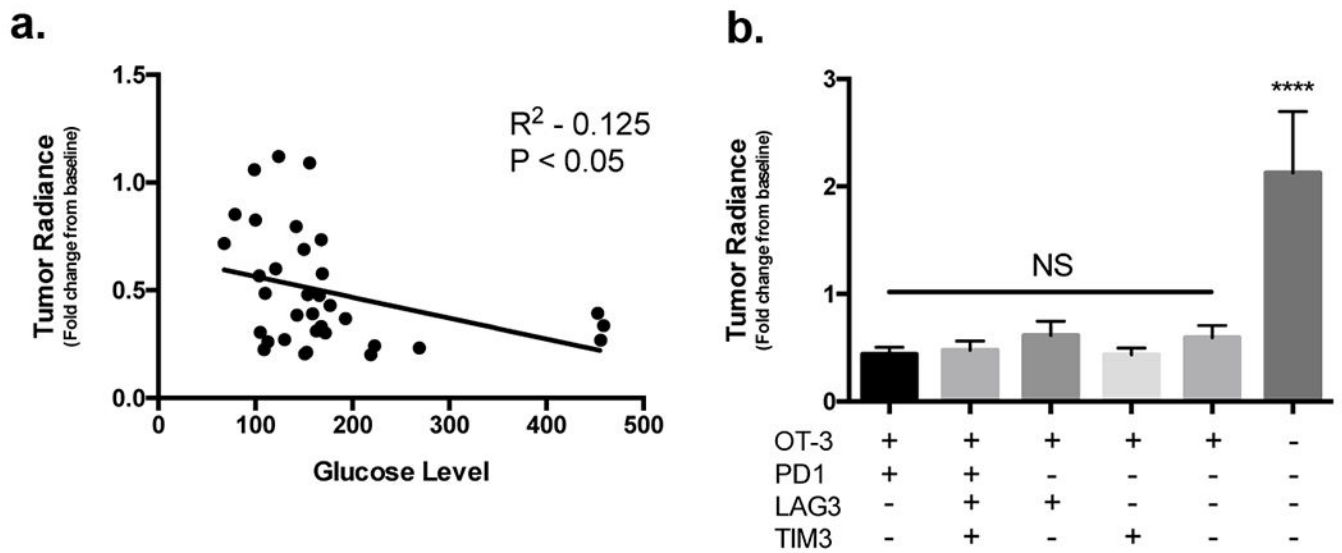 a.
1.5
1.0
0.5
0.0
Tumor Radiance
(Fold change from baseline)
R² - 0.125
P < 0.05
0 100 200 300 400 500
Glucose Level
b.
3
2
1
0
Tumor Radiance
(Fold change from baseline)
NS
****
OT-3 + + + + + -
PD1 + + - - - -
LAG3 - + + - - -
TIM3 - + - + - -